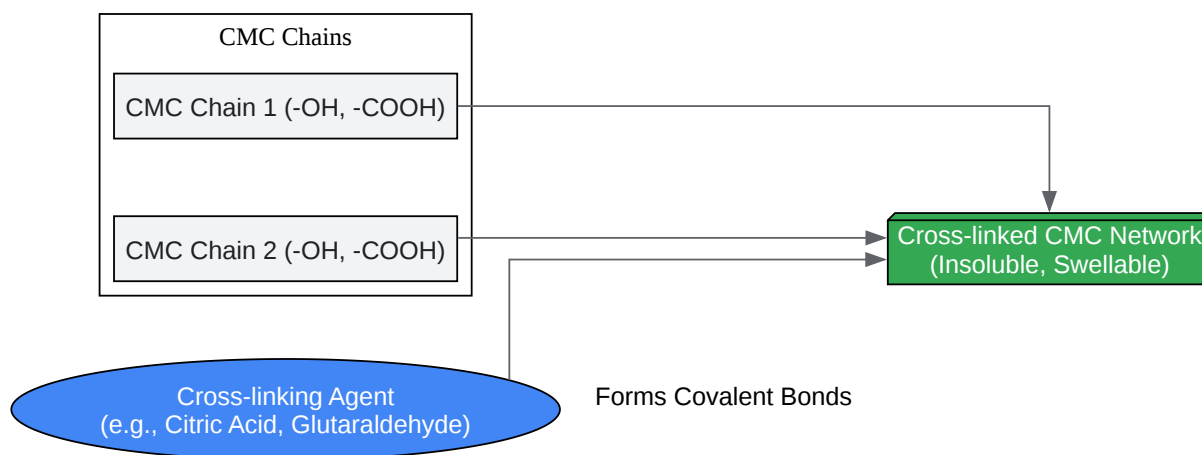 CMC Chains
CMC Chain 1 (-OH, -COOH)
CMC Chain 2 (-OH, -COOH)
Cross-linked CMC Network
(Insoluble, Swellable)
Cross-linking Agent
(e.g., Citric Acid, Glutaraldehyde)
Forms Covalent Bonds